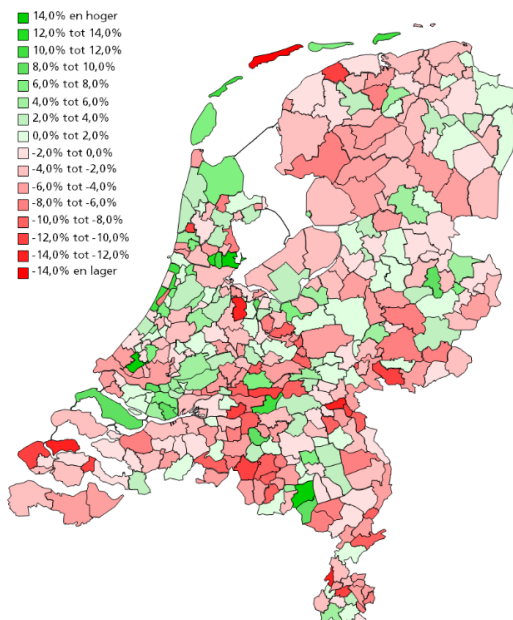 14,0% en hoger
12,0% tot 14,0%
10,0% tot 12,0%
8,0% tot 10,0%
6,0% tot 8,0%
4,0% tot 6,0%
2,0% tot 4,0%
0,0% tot 2,0%
-2,0% tot 0,0%
-4,0% tot -2,0%
-6,0% tot -4,0%
-8,0% tot -6,0%
-10,0% tot -8,0%
-12,0% tot -10,0%
-14,0% tot -12,0%
-14,0% en lager